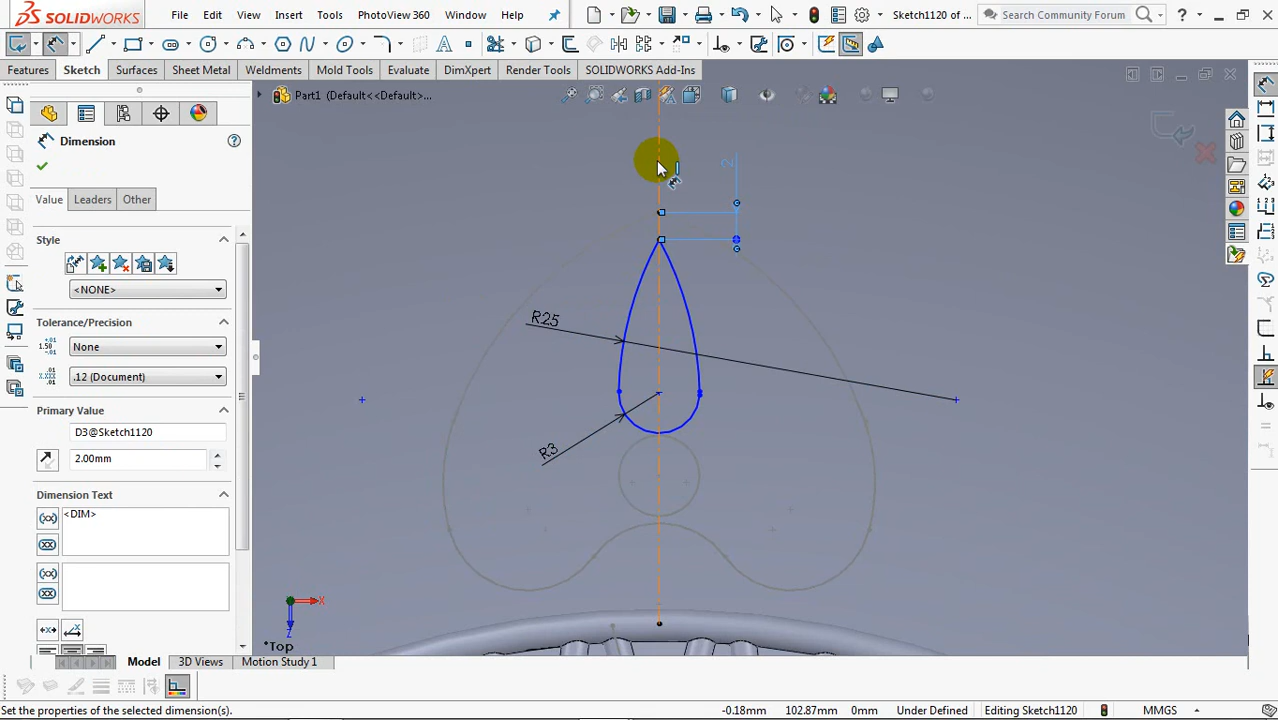 SOLIDWORKS
File
Edit
View
Insert
Tools
PhotoView 360
Window
Help
Sketch1120 of ...
Search Community Forum
Features
Sketch
Surfaces
Sheet Metal
Weldments
Mold Tools
Evaluate
DimXpert
Render Tools
SOLIDWORKS Add-Ins
Part1 (Default<<Default>...
Dimension
Value
Leaders
Other
Style
<NONE>
Tolerance/Precision
None
.12 (Document)
Primary Value
D3@Sketch1120
2.00mm
Dimension Text
<DIM>
2
R25
R3
X
Z
*Top
Model
3D Views
Motion Study 1
Set the properties of the selected dimension(s).
-0.18mm
102.87mm
0mm
Under Defined
Editing Sketch1120
MMGS